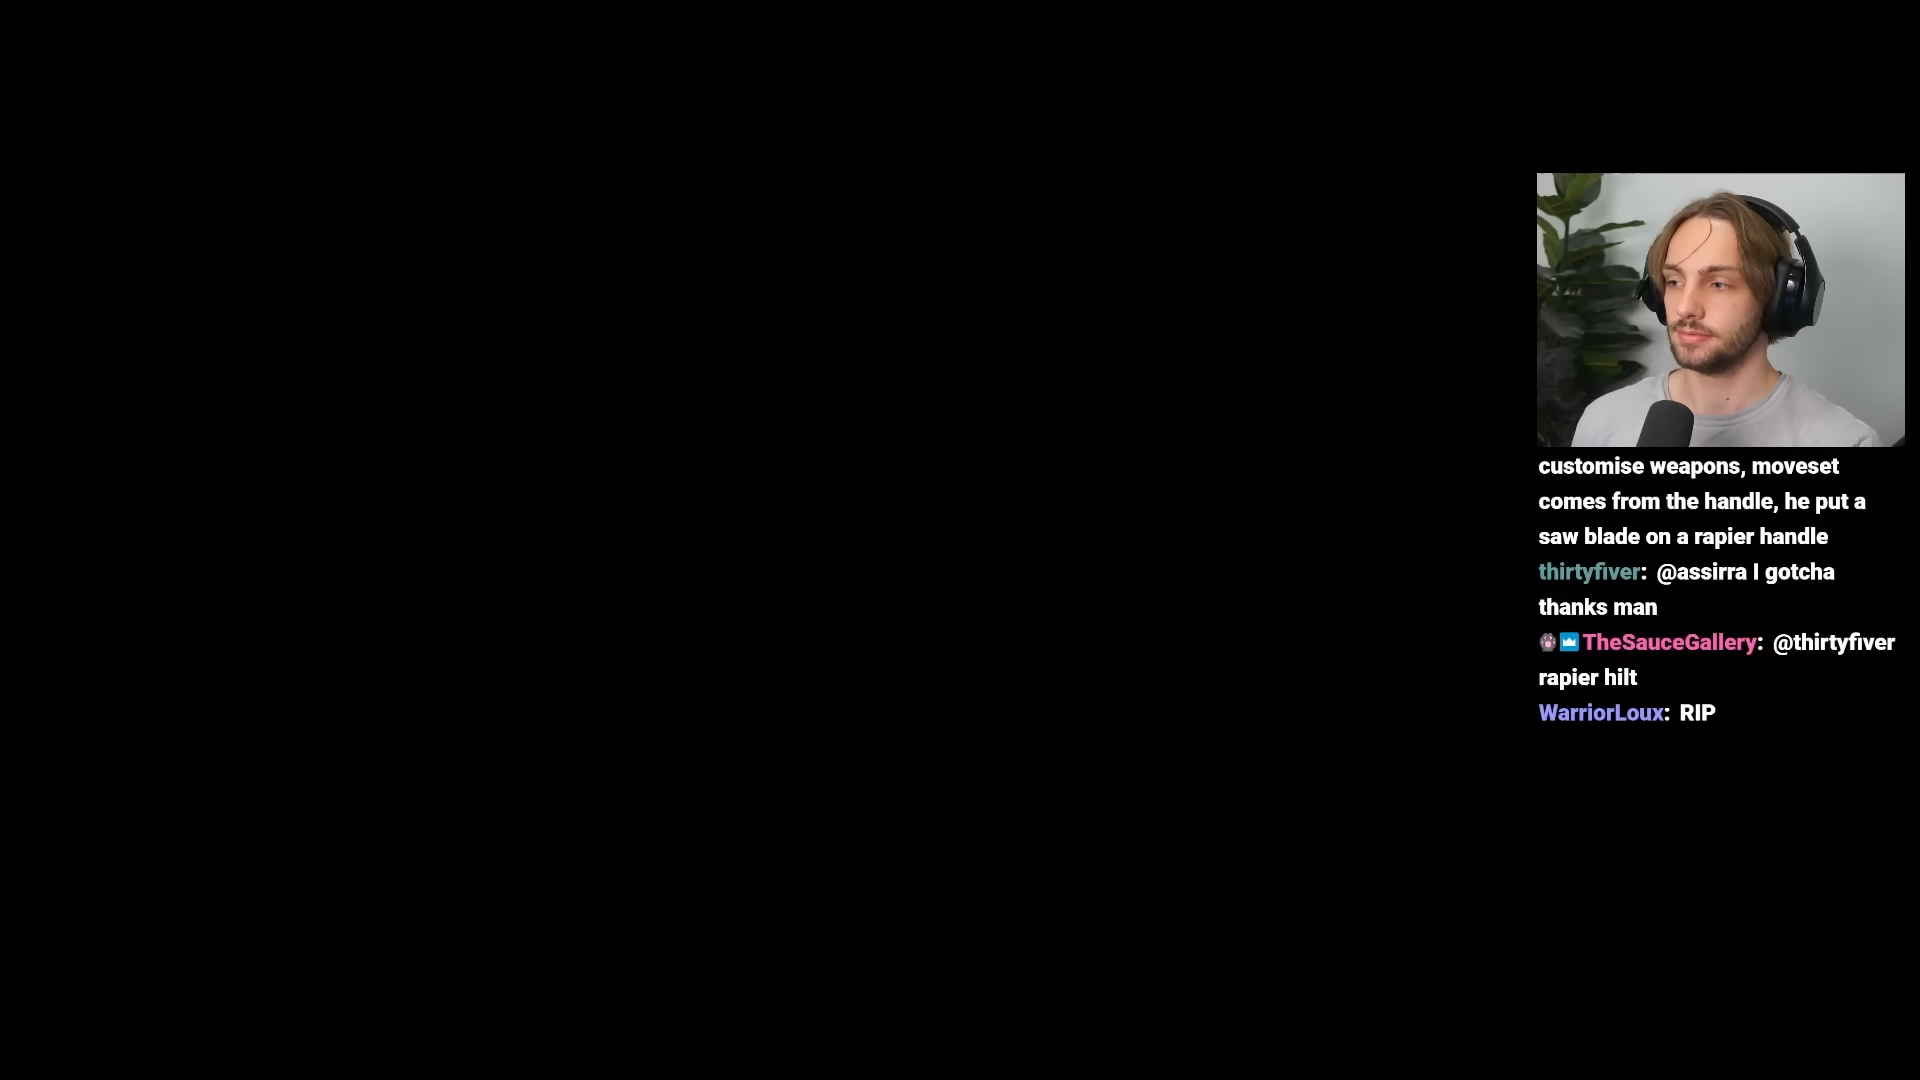 customise weapons, moveset
comes from the handle, he put a
saw blade on a rapier handle
thirtyfiver: @assirra I gotcha
thanks man
TheSauceGallery: @thirtyfiver
rapier hilt
WarriorLoux: RIP